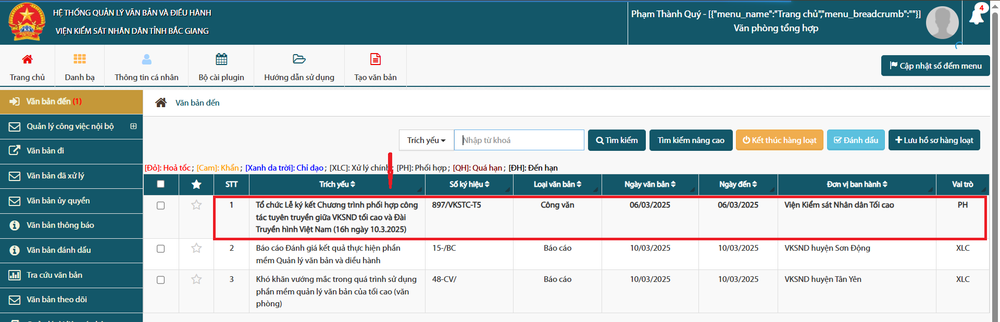 HỆ THỐNG QUẢN LÝ VĂN BẢN VÀ ĐIỀU HÀNH
VIỆN KIỂM SÁT NHÂN DÂN TỈNH BẮC GIANG
Phạm Thành Quý - [{"menu_name":"Trang chủ""menu_breadcrumb":""}]
Văn phòng tổng hợp
4
Trang chủ
Danh bạ
Thông tin cá nhân
Bộ cài plugin
Hướng dẫn sử dụng
Tạo văn bản
Cập nhật số đếm menu
Văn bản đến (1)
Quản lý công việc nội bộ
Văn bản đi
Văn bản đã xử lý
Văn bản ủy quyền
Văn bản thông báo
Văn bản đánh dấu
Tra cứu văn bản
Văn bản theo dõi
Văn bản đến
Trích yếu
Nhập từ khoá
Tìm kiếm
Tìm kiếm nâng cao
Kết thúc hàng loạt
Đánh dấu
Lưu hồ sơ hàng loạt
[Đỏ]: Hoả tốc ; [Cam]: Khẩn ; [Xanh da trời]: Chỉ đạo ; [XLC]: Xử lý chính ; [PH]: Phối hợp ; [QH]: Quá hạn ; [ĐH]: Đến hạn
STT Trích yếu Số ký hiệu Loại văn bản Ngày văn bản Ngày đến Đơn vị ban hành Vai trò
1 Tổ chức Lễ ký kết Chương trình phối hợp công 897/VKSTC-T5 Công văn 06/03/2025 06/03/2025 Viện Kiểm sát Nhân dân Tối cao PH
tác tuyên truyền giữa VKSND tối cao và Đài
Truyền hình Việt Nam (16h ngày 10.3.2025)
2 Báo cáo Đánh giá kết quả thực hiện phần 15-/BC Báo cáo 10/03/2025 10/03/2025 VKSND huyện Sơn Động XLC
mềm Quản lý văn bản và diều hành
3 Khó khăn vướng mắc trong quá trình sử dụng 48-CV/ Báo cáo 10/03/2025 10/03/2025 VKSND huyện Tân Yên XLC
phần mềm quản lý văn bản của tối cao (văn
phòng)